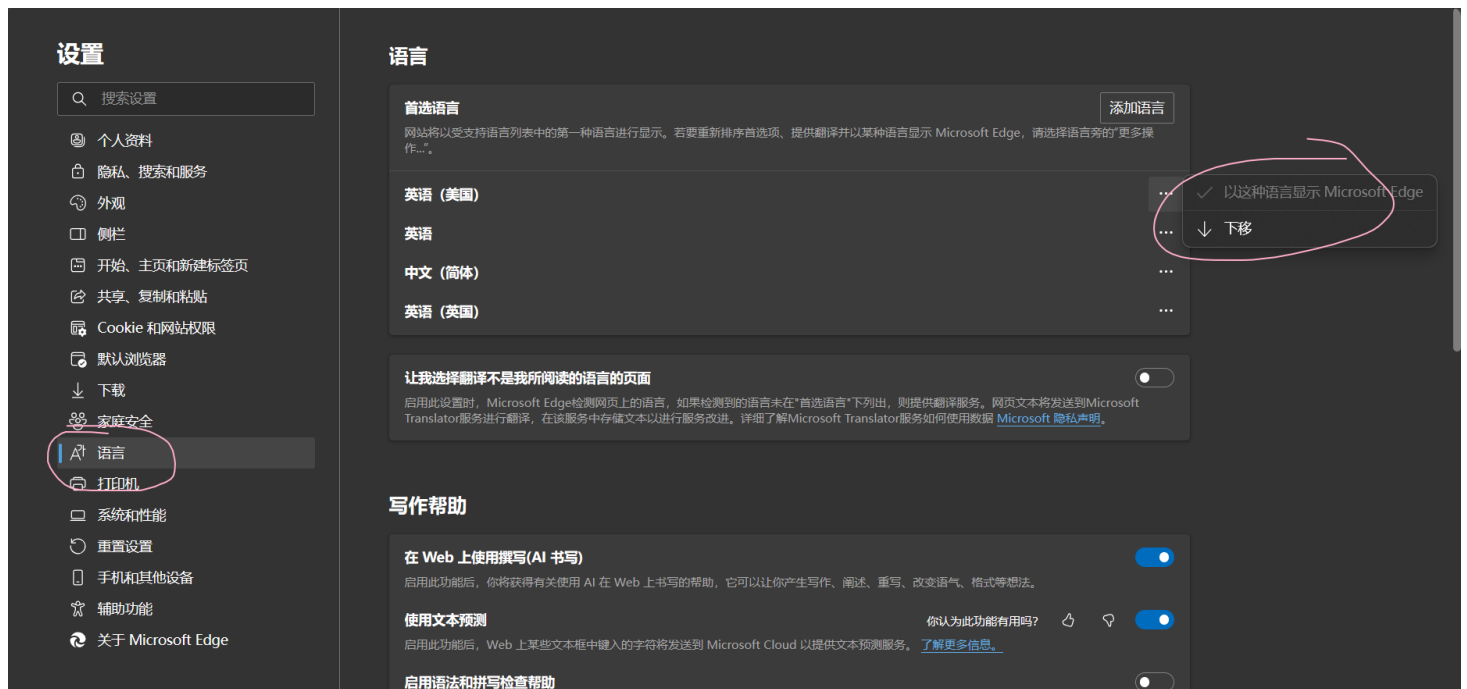 设置
搜索设置
个人资料
隐私、搜索和服务
外观
侧栏
开始、主页和新建标签页
共享、复制和粘贴
Cookie 和网站权限
默认浏览器
下载
家庭安全
语言
打印机
系统和性能
重置设置
手机和其他设备
辅助功能
关于 Microsoft Edge
语言
首选语言
添加语言
网站将以受支持语言列表中的第一种语言进行显示。若要重新排序首选项、提供翻译并以某种语言显示 Microsoft Edge，请选择语言旁的“更多操
作...”。
英语（美国）
以这种语言显示 Microsoft Edge
下移
英语
中文（简体）
英语（英国）
让我选择翻译不是我所阅读的语言的页面
启用此设置时，Microsoft Edge检测网页上的语言，如果检测到的语言未在"首选语言"下列出，则提供翻译服务。网页文本将发送到Microsoft
Translator服务进行翻译，在该服务中存储文本以进行服务改进。详细了解Microsoft Translator服务如何使用数据 Microsoft 隐私声明。
写作帮助
在 Web 上使用撰写(AI 书写)
启用此功能后，你将获得有关使用 AI 在 Web 上书写的帮助，它可以让你产生写作、阐述、重写、改变语气、格式等想法。
使用文本预测
你认为此功能有用吗?
启用此功能后，Web 上某些文本框中键入的字符将发送到 Microsoft Cloud 以提供文本预测服务。 了解更多信息。
启用语法和拼写检查帮助